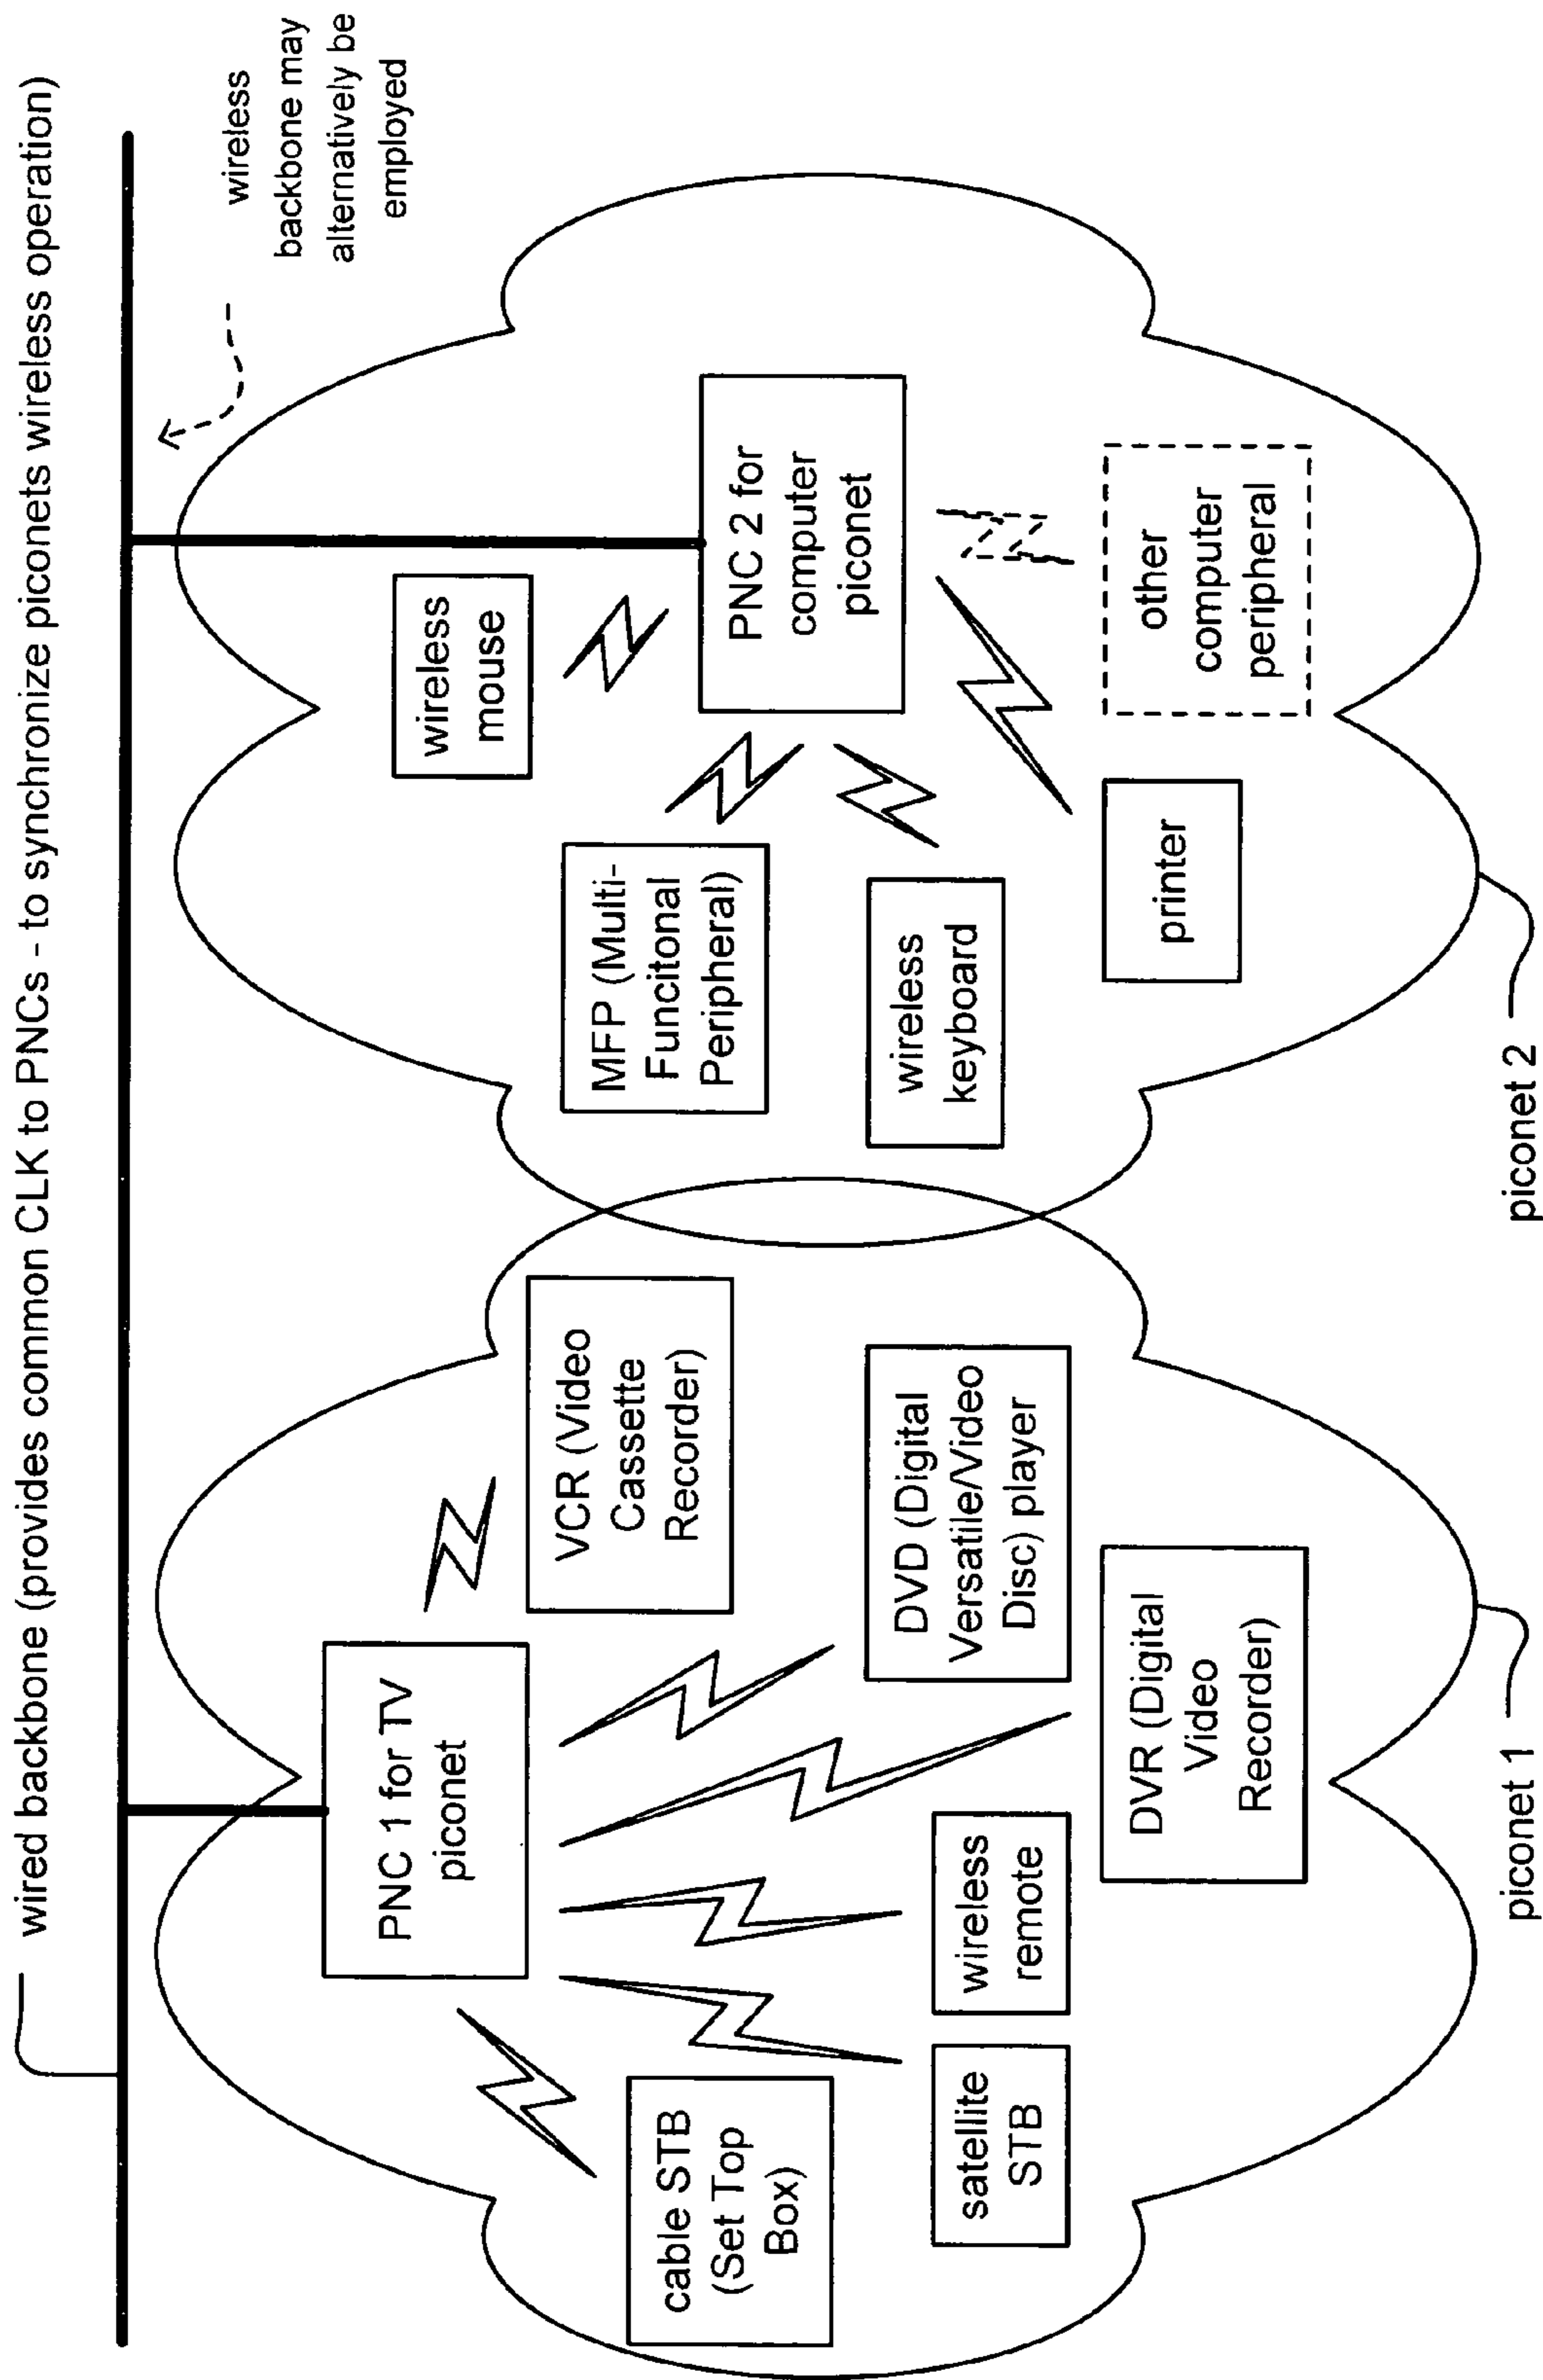 wired backbone (provides common CLK to PNCs - to synchronize piconets wireless operation)
wireless
backbone may
alternatively be
employed
PNC 1 for TV
piconet
VCR (Video
Cassette
Recorder)
cable STB
(Set Top
Box)
satellite
STB
wireless
remote
DVD (Digital
Versatile/Video
Disc) player
DVR (Digital
Video
Recorder)
piconet 1
wireless
mouse
PNC 2 for
computer
piconet
MFP (Multi-
Funcitonal
Peripheral)
wireless
keyboard
printer
other
computer
peripheral
piconet 2